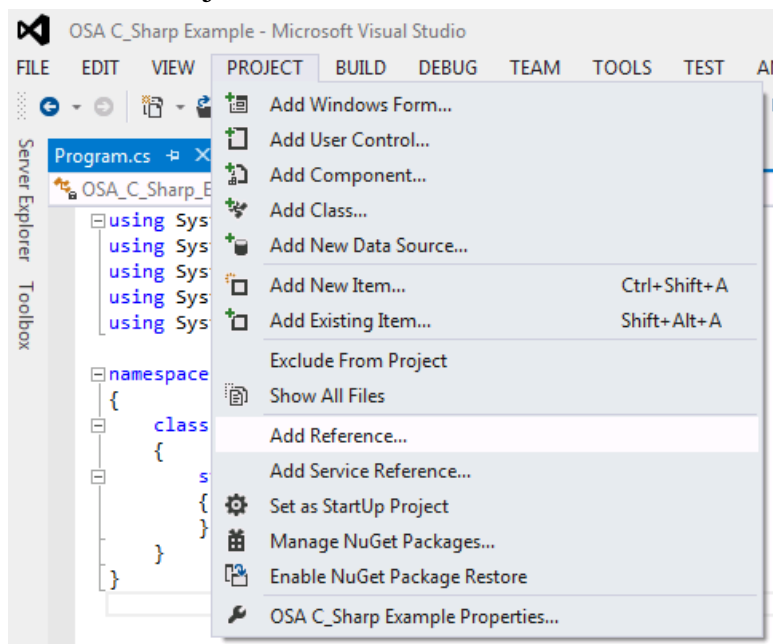 OSA C_Sharp Example - Microsoft Visual Studio
FILE EDIT VIEW PROJECT BUILD DEBUG TEAM TOOLS TEST
Server Explorer
Toolbox
Program.cs
OSA_C_Sharp_E
using Sys
using Sys
using Sys
using Sys
using Sys
namespace
{
class
{
s
{
}
}
}
Add Windows Form...
Add User Control...
Add Component...
Add Class...
Add New Data Source...
Add New Item... Ctrl+Shift+A
Add Existing Item... Shift+Alt+A
Exclude From Project
Show All Files
Add Reference...
Add Service Reference...
Set as StartUp Project
Manage NuGet Packages...
Enable NuGet Package Restore
OSA C_Sharp Example Properties...